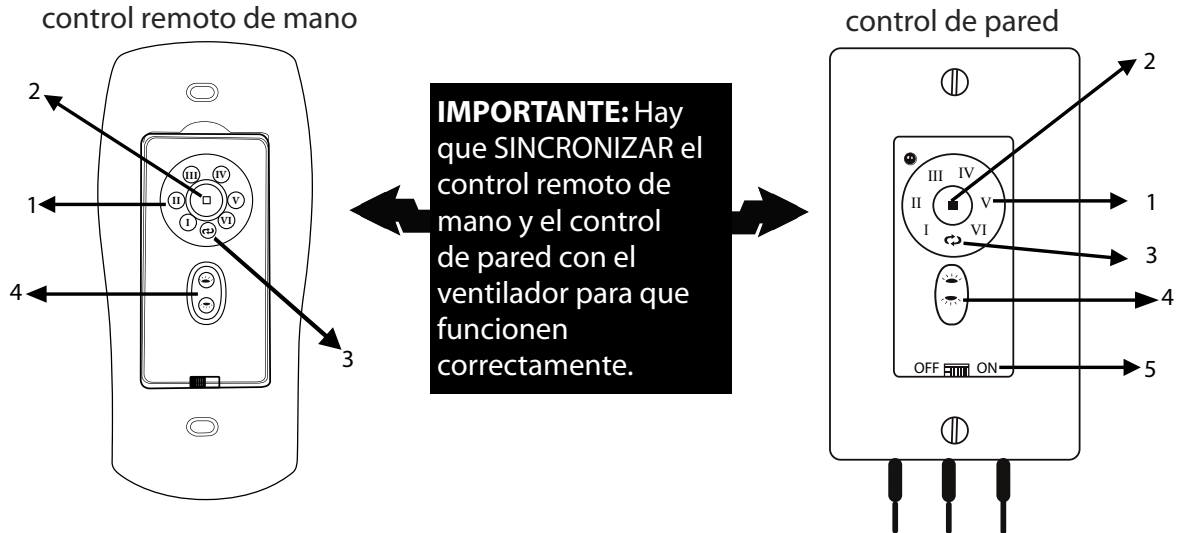 control remoto de mano
2
III IV
II V
1
I VI
4
3
IMPORTANTE: Hay
que SINCRONIZAR el
control remoto de
mano y el control
de pared con el
ventilador para que
funcionen
correctamente.
control de pared
2
III IV
II V
1
I VI
3
4
OFF ON
5